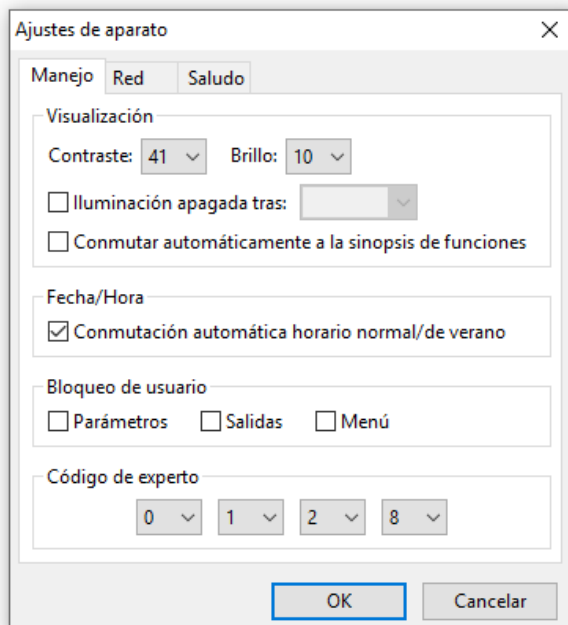 Ajustes de aparato
Manejo Red Saludo
Visualización
Contraste: 41 Brillo: 10
Iluminación apagada tras:
Conmutar automáticamente a la sinopsis de funciones
Fecha/Hora
Conmutación automática horario normal/de verano
Bloqueo de usuario
Parámetros Salidas Menú
Código de experto
0 1 2 8
OK Cancelar